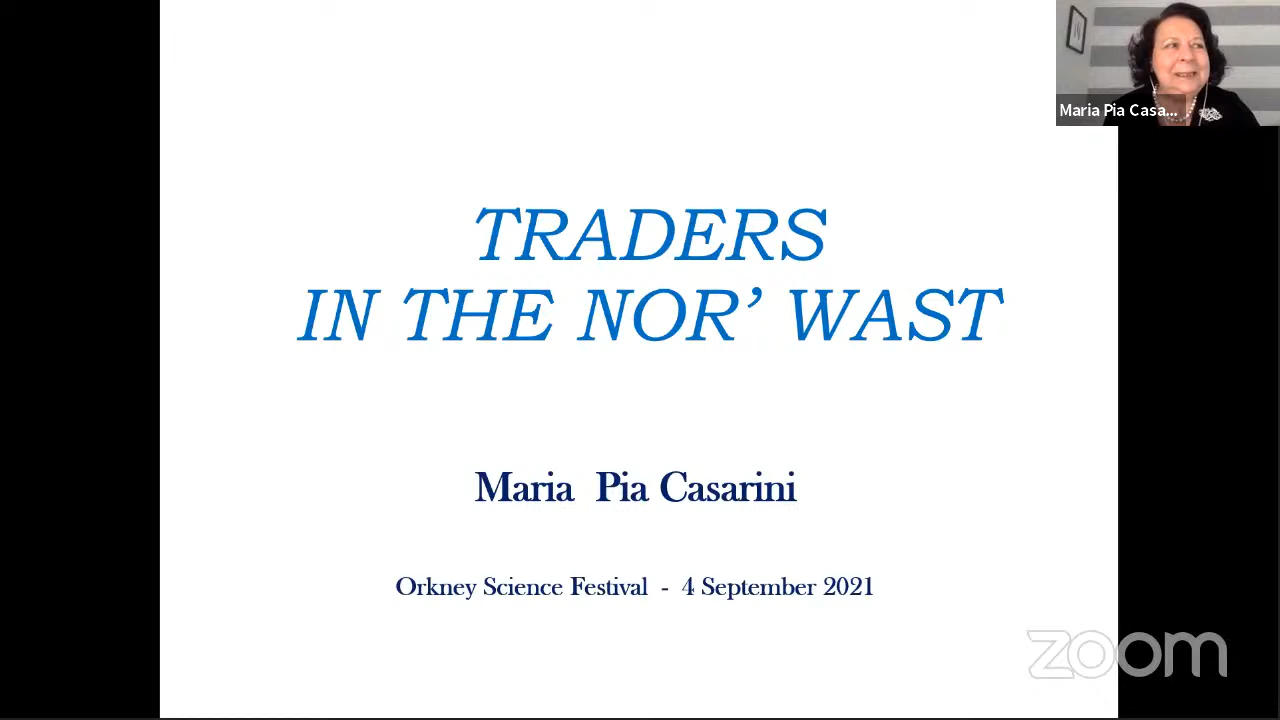 Maria Pia Casa...
TRADERS
IN THE NOR’ WAST
Maria Pia Casarini
Orkney Science Festival - 4 September 2021
zoom